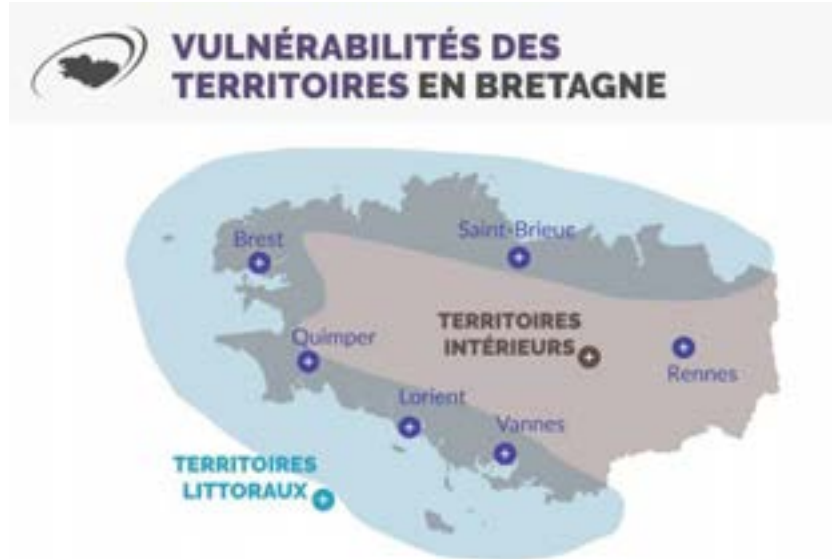 VULNÉRABILITÉS DES
TERRITOIRES EN BRETAGNE
Brest
Saint-Brieuc
TERRITOIRES
INTÉRIEURS
Quimper
Rennes
Lorient
Vannes
TERRITOIRES
LITTORAUX